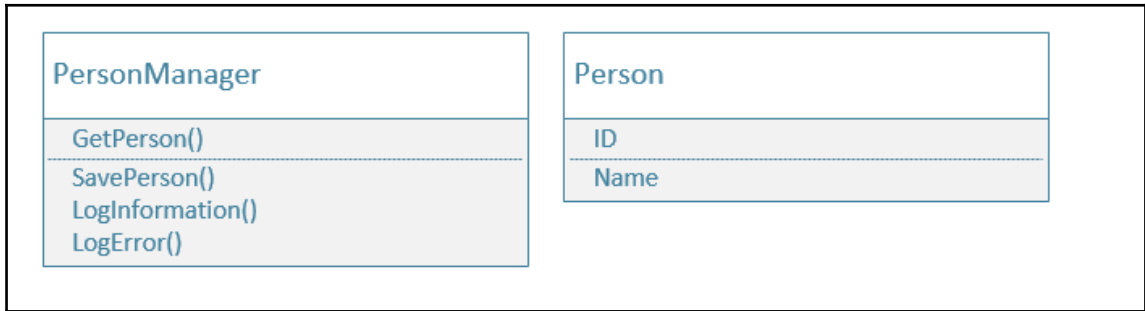 PersonManager
GetPerson()
SavePerson()
LogInformation()
LogError()
Person
ID
Name